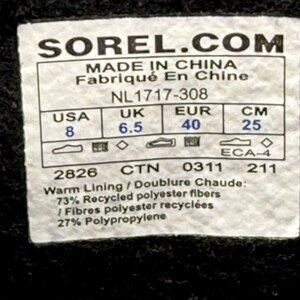 SOREL.COM
MADE IN CHINA
Fabriqué En Chine
NL1717-308
USA UK EUR CM
8 6.5 40 25
ECA-4
2826 CTN 0311 211
Warm Lining / Doublure Chaude:
73% Recycled polyester fibers
/ Fibres polyester recyclées
27% Polypropylene